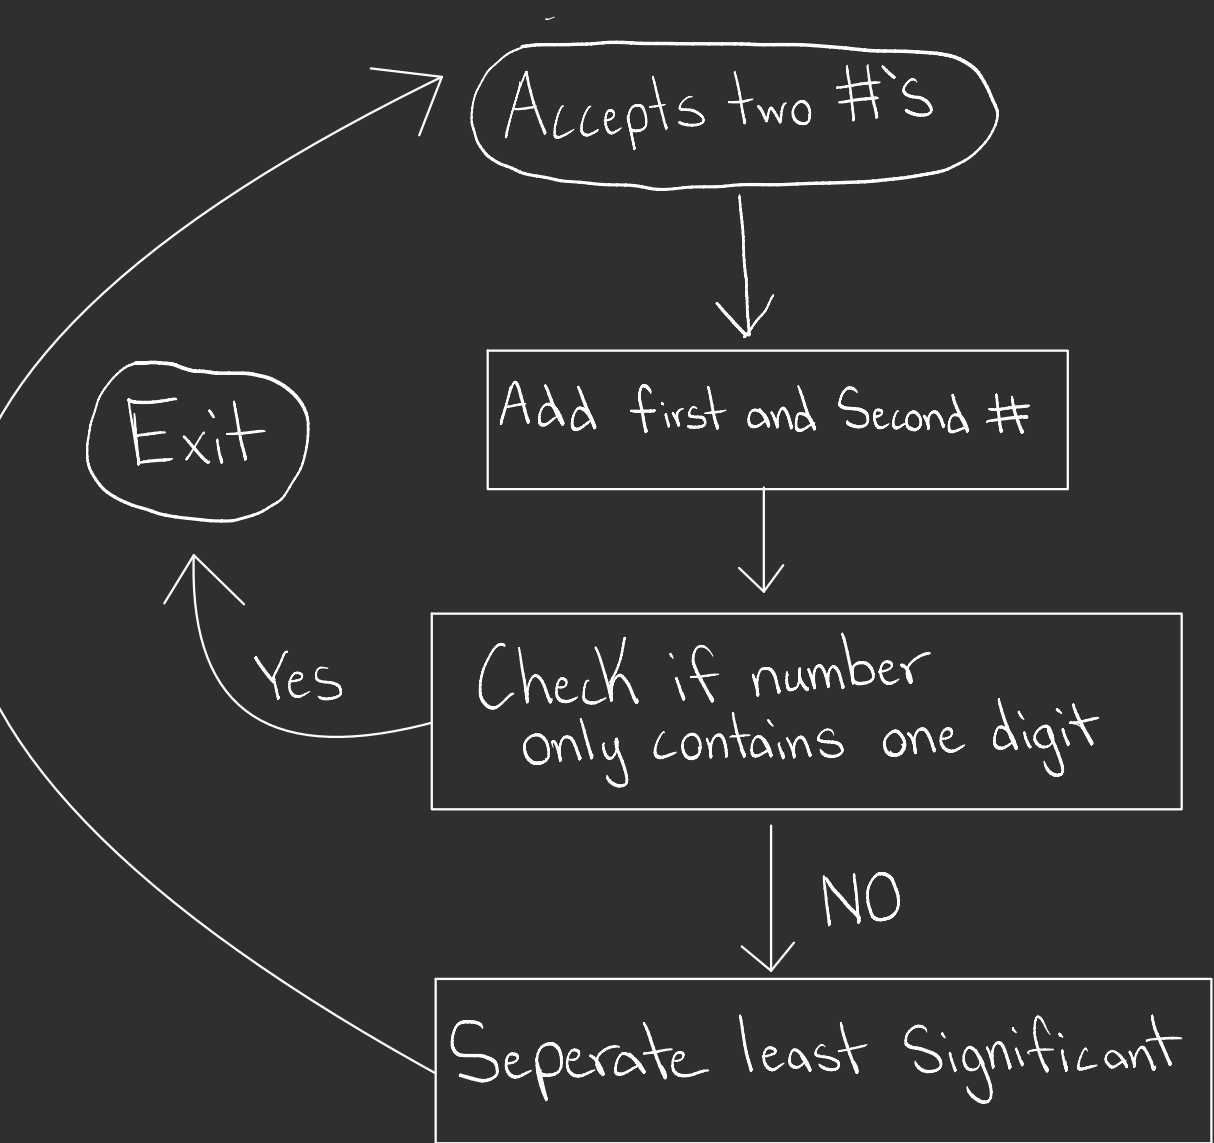 Accepts two #'s
Add first and Second #
Exit
Yes
Check if number
only contains one digit
NO
Seperate least Significant